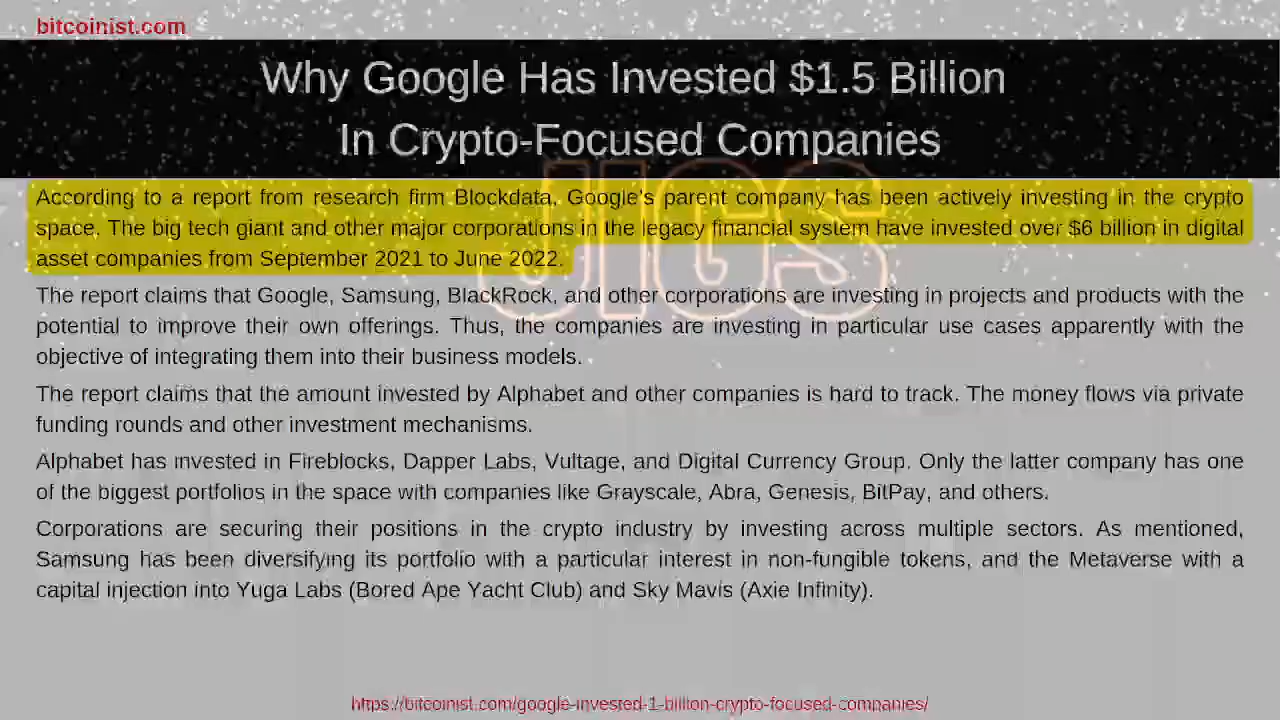 bitcoinist.com
Why Google Has Invested $1.5 Billion
In Crypto-Focused Companies
JIGS
According to a report from research firm Blockdata, Google's parent company has been actively investing in the crypto
space. The big tech giant and other major corporations in the legacy financial system have invested over $6 billion in digital
asset companies from September 2021 to June 2022.
The report claims that Google, Samsung, BlackRock, and other corporations are investing in projects and products with the
potential to improve their own offerings. Thus, the companies are investing in particular use cases apparently with the
objective of integrating them into their business models.
The report claims that the amount invested by Alphabet and other companies is hard to track. The money flows via private
funding rounds and other investment mechanisms.
Alphabet has invested in Fireblocks, Dapper Labs, Vultage, and Digital Currency Group. Only the latter company has one
of the biggest portfolios in the space with companies like Grayscale, Abra, Genesis, BitPay, and others.
Corporations are securing their positions in the crypto industry by investing across multiple sectors. As mentioned,
Samsung has been diversifying its portfolio with a particular interest in non-fungible tokens, and the Metaverse with a
capital injection into Yuga Labs (Bored Ape Yacht Club) and Sky Mavis (Axie Infinity).
https://bitcoinist.com/google-invested-1-billion-crypto-focused-companies/